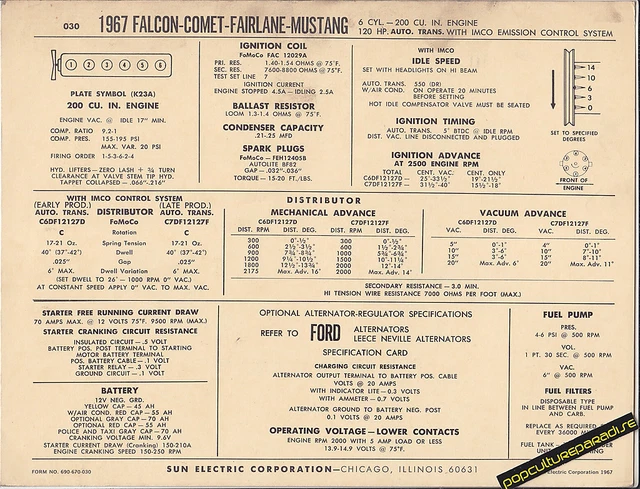 030 1967 FALCON-COMET-FAIRLANE-MUSTANG
6 CYL.—200 CU. IN. ENGINE
120 HP. AUTO. TRANS. WITH IMCO EMISSION CONTROL SYSTEM
1 2 3 4 5 6
PLATE SYMBOL (K23A)
200 CU. IN. ENGINE
ENGINE VAC. @ IDLE 17" MIN.
COMP. RATIO 9.2-1
COMP. PRES. 155-195 PSI
MAX. VAR. 20 PSI
FIRING ORDER 1-5-3-6-2-4
HYD. LIFTERS—ZERO LASH + ¾ TURN
CLEARANCE AT VALVE STEM TIP HYD.
TAPPET COLLAPSED—.066"-.216"
IGNITION COIL
FoMoCo FAC 12029A
PRI. RES. 1.40-1.54 OHMS @ 75°F.
SEC. RES. 7600-8800 OHMS @ 75°F.
TEST SET LINE 7
IGNITION CURRENT
ENGINE STOPPED 4.5A—IDLING 2.5A
BALLAST RESISTOR
LOOM 1.3-1.4 OHMS @ 75°F.
CONDENSER CAPACITY
.21-.25 MFD
SPARK PLUGS
FoMoCo—FEH12405B
AUTOLITE BF82
GAP—.032"-.036"
TORQUE—15-20 FT./LBS.
WITH IMCO
IDLE SPEED
SET WITH HEADLIGHTS ON HI BEAM
AUTO. TRANS. 550 (DR)
W/AIR COND. ON OPERATE 20 MINUTES
BEFORE SETTING
HOT IDLE COMPENSATOR VALVE MUST BE SEATED
IGNITION TIMING
AUTO. TRANS. 5° BTDC @ IDLE RPM
DIST. VAC. LINE DISCONNECTED AND PLUGGED
IGNITION ADVANCE
AT 2500 ENGINE RPM
TOTAL CENT. VAC. CENT. ONLY
C6DF12127D— 25°-33½° 19°-21½°
C7DF12127F— 31½°-40° 15½°-18°
14
10
6
3
0
SET TO SPECIFIED
DEGREES
FRONT OF
ENGINE
WITH IMCO CONTROL SYSTEM
(EARLY PROD.) (LATE PROD.)
AUTO. TRANS. DISTRIBUTOR AUTO. TRANS.
C6DF12127D FoMoCo C7DF12127F
C Rotation C
17-21 Oz. Spring Tension 17-21 Oz.
40° (37°-42°) Dwell 40° (37°-42°)
.025" Gap .025"
6° MAX. Dwell Variation 6° MAX.
(SET DWELL TO 26°—1000 RPM 0" VAC.)
AT CONSTANT SPEED APPLY 0" VAC. TO MAX. VAC.
DISTRIBUTOR
MECHANICAL ADVANCE
C6DF12127D C7DF12127F
DIST. RPM DIST. DEG. DIST. RPM DIST. DEG.
300 0°-½° 300 0°-½°
600 2½°-3½° 600 1½°-2½°
900 7¾°-8¾° 1000 5¾°-6¾°
1200 9¼°-10½° 1500 10°-11¼°
1800 12½°-13¾° 2000 12°-14°
2175 Max. Adv. 16° 2000 Max. Adv. 14°
VACUUM ADVANCE
C6DF12127D C7DF12127F
VAC. DIST. DEG. VAC. DIST. DEG.
5" 0°-1° 4" 0°-1°
10" 3°-6° 10" 7°-10°
15" 3°-6° 15" 8°-11°
20" Max. Adv. 6° 20" Max. Adv. 11°
SECONDARY RESISTANCE—3.0 MIN.
HI TENSION WIRE RESISTANCE 7000 OHMS PER FOOT (MAX.)
STARTER FREE RUNNING CURRENT DRAW
70 AMPS MAX. @ 12 VOLTS 75°F. 9500 RPM (MAX.)
STARTER CRANKING CIRCUIT RESISTANCE
INSULATED CIRCUIT—.5 VOLT
BATTERY POS. POST TERMINAL TO STARTING
MOTOR BATTERY TERMINAL
POS. BATTERY CABLE—.1 VOLT
STARTER RELAY—.3 VOLT
GROUND CIRCUIT—.1 VOLT
BATTERY
12V NEG. GRD.
YELLOW CAP—45 AH
W/AIR COND. RED CAP—55 AH
OPTIONAL GRAY CAP—70 AH
OPTIONAL RED CAP—55 AH
POLICE AND TAXI GRAY CAP—70 AH
CRANKING VOLTAGE MIN. 9.6V
STARTER CURRENT DRAW (Cranking) 150-210A
ENGINE CRANKING SPEED 150-250 RPM
OPTIONAL ALTERNATOR-REGULATOR SPECIFICATIONS
REFER TO FORD ALTERNATORS
LEECE NEVILLE ALTERNATORS
SPECIFICATION CARD
CHARGING CIRCUIT RESISTANCE
ALTERNATOR OUTPUT TERMINAL TO BATTERY POS. CABLE
VOLTS @ 20 AMPS
WITH INDICATOR LITE—0.3 VOLTS
WITH AMMETER—0.7 VOLTS
ALTERNATOR GROUND TO BATTERY NEG. POST
0.1 VOLTS @ 20 AMPS
OPERATING VOLTAGE—LOWER CONTACTS
ENGINE RPM 2000 WITH 5 AMP LOAD OR LESS
13.9-14.9 VOLTS @ 75°F.
FUEL PUMP
PRES.
4-6 PSI @ 500 RPM
VOL.
1 PT. 30 SEC. @ 500 RPM
VAC.
6" @ 500 RPM
FUEL FILTERS
DISPOSABLE TYPE
IN LINE BETWEEN FUEL PUMP
AND CARB.
REPLACE AS REQUIRED
EVERY 36000
FUEL TANK
FORM NO. 690-670-030
SUN ELECTRIC CORPORATION—CHICAGO, ILLINOIS 60631
Electric Corporation 1967
popcultureparadise